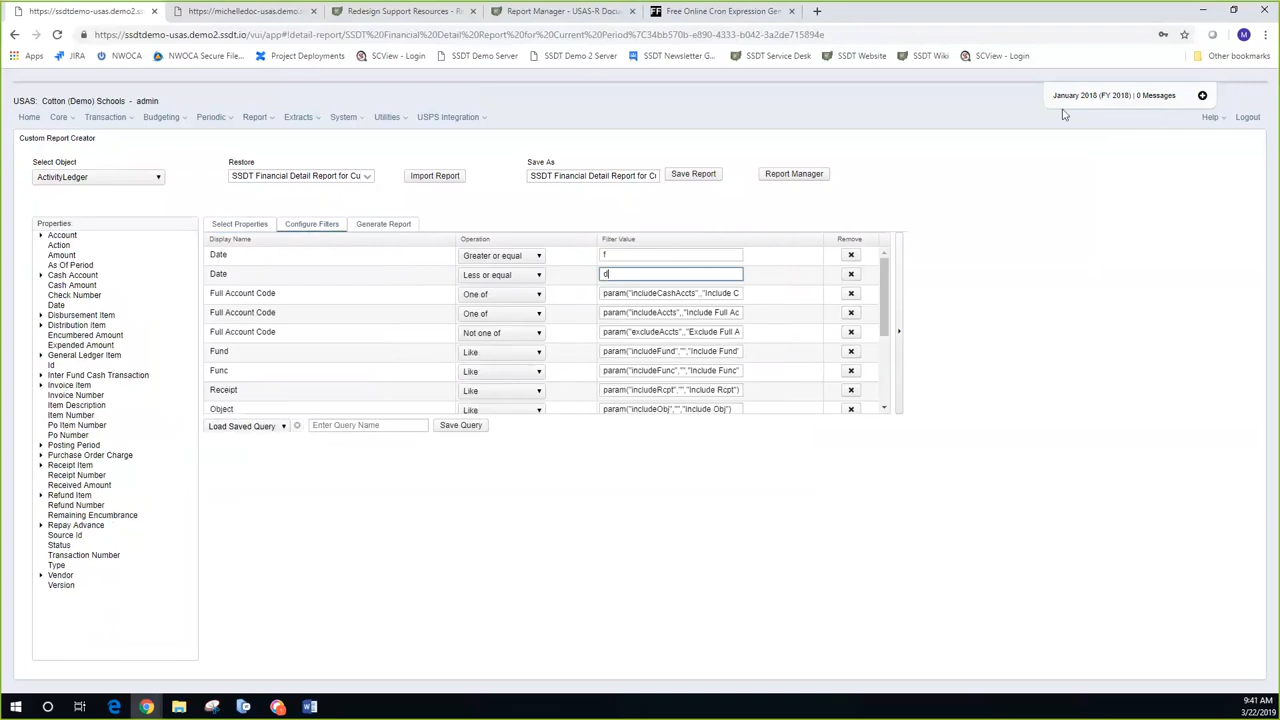 https://ssdtdemo-usas.demo2.ssdt.
https://michelledoc-usas.demo.
Redesign Support Resources - R
Report Manager - USAS-R Docu
Free Online Cron Expression Ger
https://ssdtdemo-usas.demo2.ssdt.io/vui/app#!detail-report/SSDT%20Financial%20Detail%20Report%20for%20Current%20Period%7C34bb570b-e890-4333-b042-3a2de715894e
Apps JIRA NWOCA NWOCA Secure File... Project Deployments SCView - Login SSDT Demo Server SSDT Demo 2 Server SSDT Newsletter G... SSDT Service Desk SSDT Website SSDT Wiki SCView - Login Other bookmarks
January 2018 (FY 2018) | 0 Messages
USAS: Cotton (Demo) Schools - admin
Home Core Transaction Budgeting Periodic Report Extracts System Utilities USPS Integration Help Logout
Custom Report Creator
Select Object Restore Save As
ActivityLedger SSDT Financial Detail Report for Cu Import Report SSDT Financial Detail Report for C Save Report Report Manager
Properties:
Select Properties Configure Filters Generate Report
Display Name Operation Filter Value Remove
Date Greater or equal f
Date Less or equal d
Full Account Code One of param("includeCashAccts",,"Include C
Full Account Code One of param("includeAccts",,"Include Full Ac
Full Account Code Not one of param("excludeAccts",,"Exclude Full A
Fund Like param("includeFund","","Include Fund"
Func Like param("includeFunc","","Include Func"
Receipt Like param("includeRcpt","","Include Rcpt")
Object Like param("includeObj","","Include Obj")
Load Saved Query Enter Query Name Save Query
Account
Action
Amount
As Of Period
Cash Account
Cash Amount
Check Number
Date
Disbursement Item
Distribution Item
Encumbered Amount
Expended Amount
General Ledger Item
Id
Inter Fund Cash Transaction
Invoice Item
Invoice Number
Item Description
Item Number
Po Item Number
Po Number
Posting Period
Purchase Order Charge
Receipt Item
Receipt Number
Received Amount
Refund Item
Refund Number
Remaining Encumbrance
Repay Advance
Source Id
Status
Transaction Number
Type
Vendor
Version
9:41 AM
3/22/2019